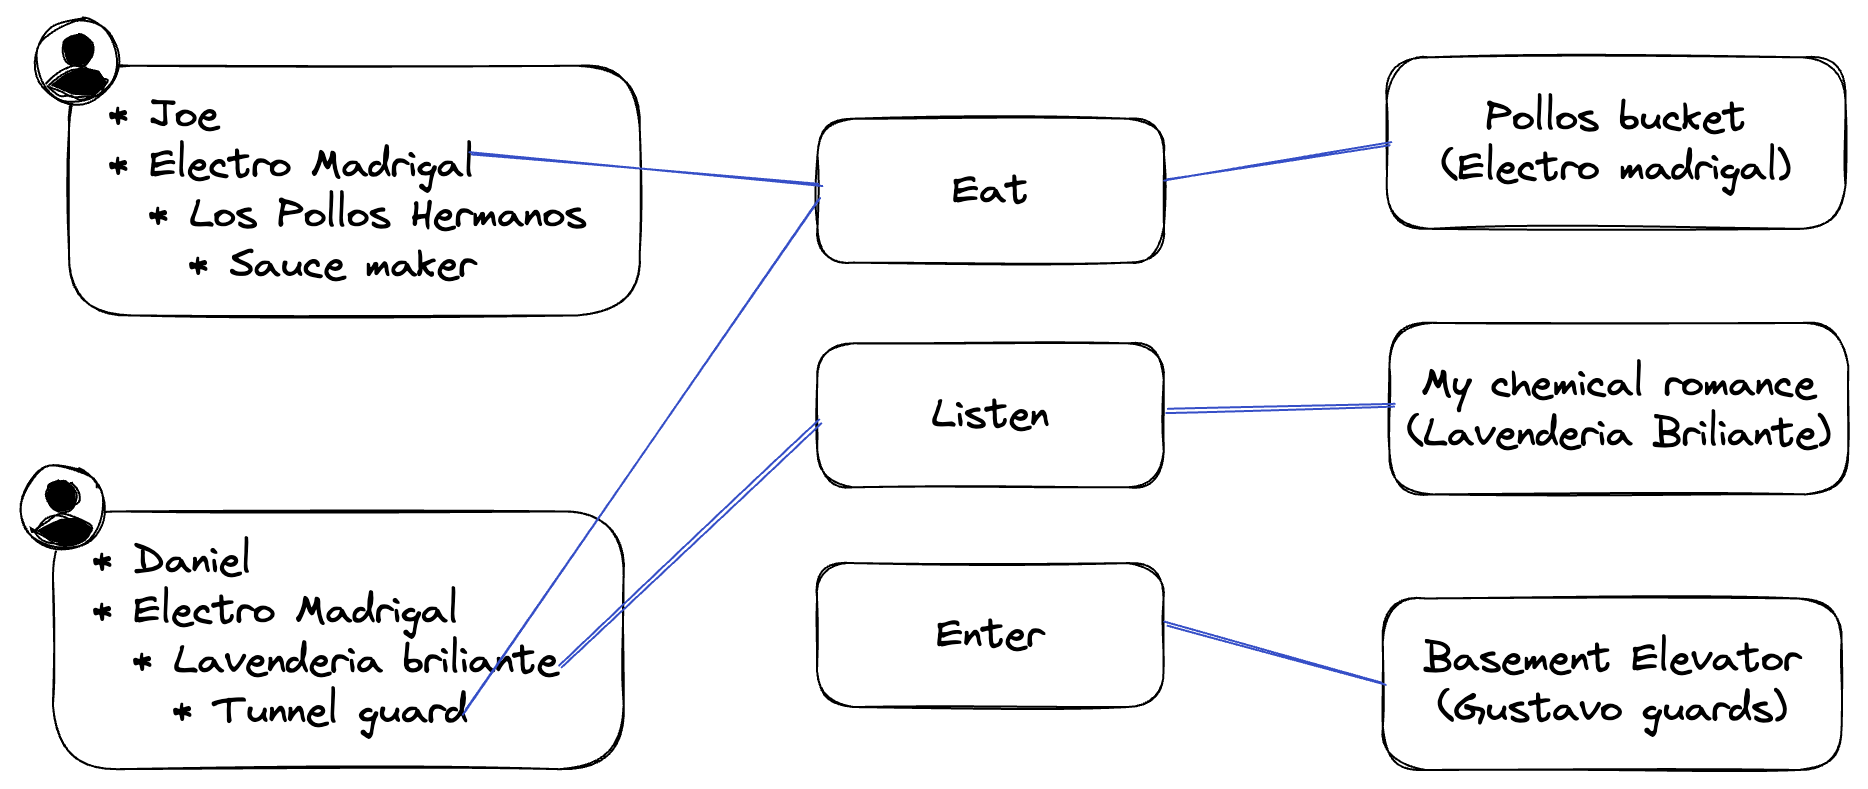 * Joe
* Electro Madrigal
* Los Pollos Hermanos
* Sauce maker
* Daniel
* Electro Madrigal
* Lavenderia briliante
* Tunnel guard
Eat
Listen
Enter
Pollos bucket
(Electro madrigal)
My chemical romance
(Lavenderia Briliante)
Basement Elevator
(Gustavo guards)